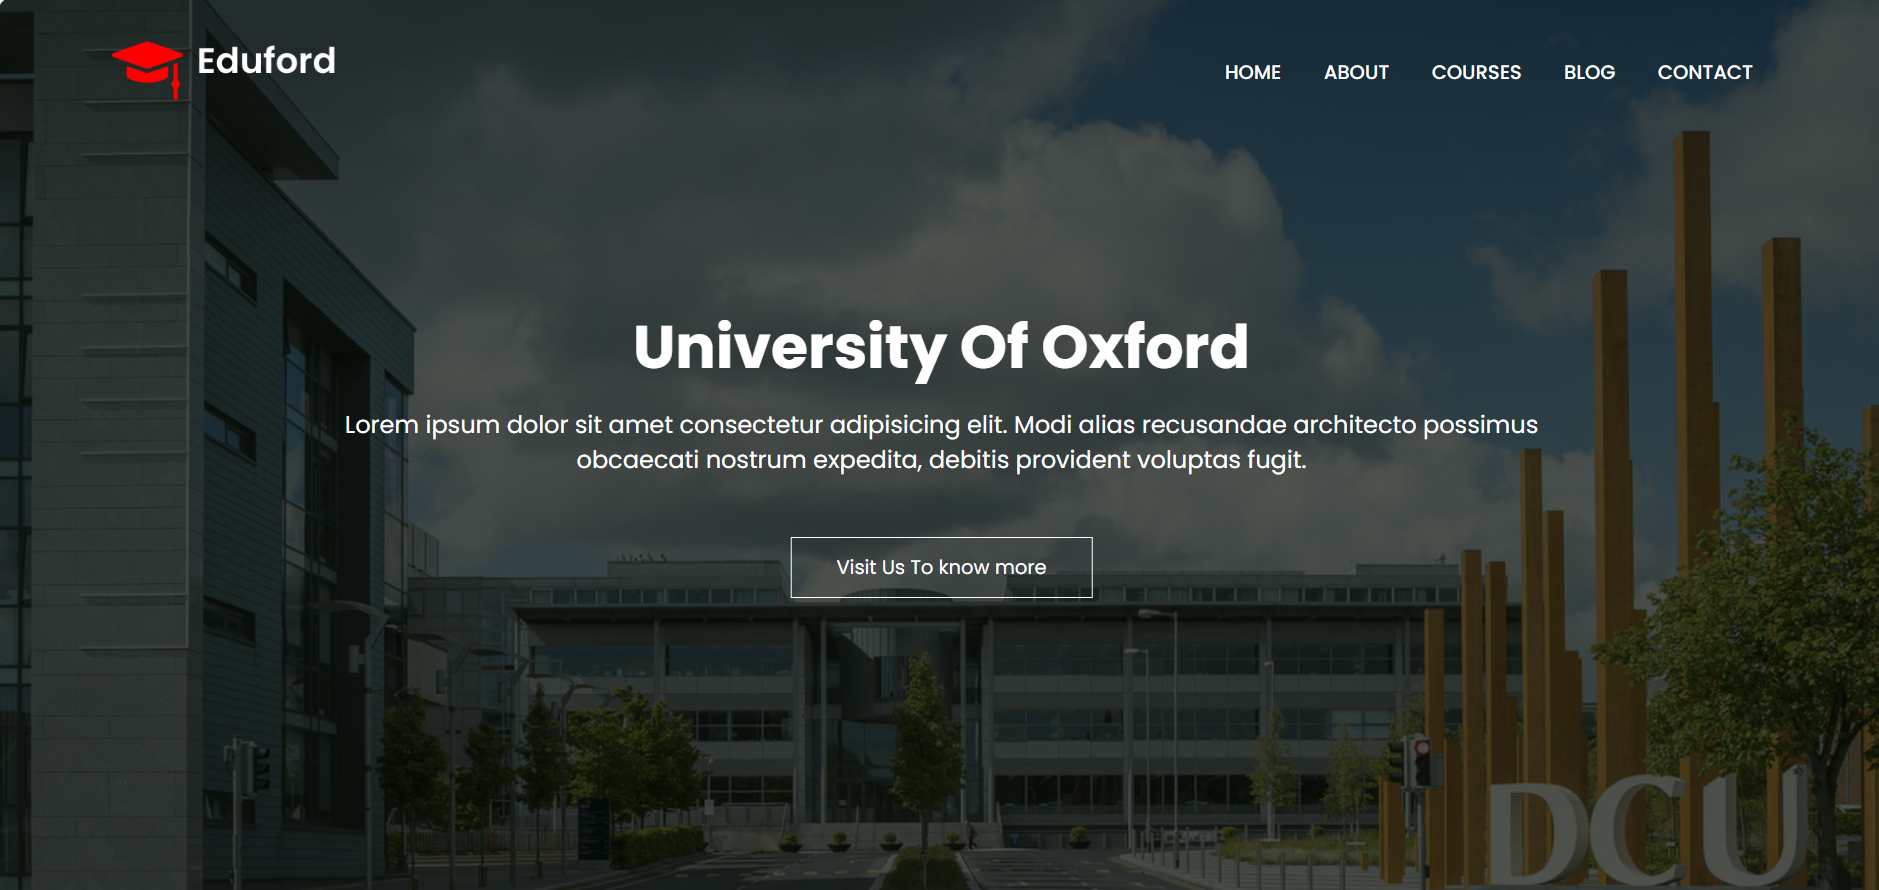 Eduford
HOME ABOUT COURSES BLOG CONTACT
University Of Oxford
Lorem ipsum dolor sit amet consectetur adipisicing elit. Modi alias recusandae architecto possimus
obcaecati nostrum expedita, debitis provident voluptas fugit.
Visit Us To know more
DCU